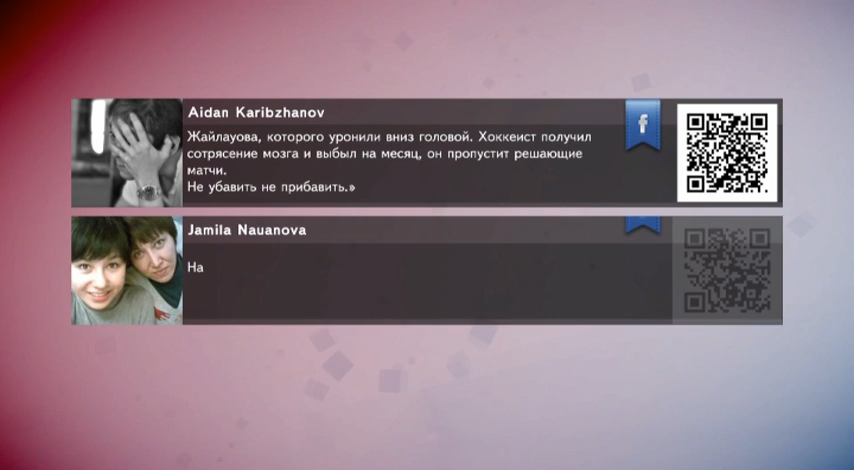 Aidan Karibzhanov
Жайлауова, которого уронили вниз головой. Хоккеист получил
сотрясение мозга и выбыл на месяц, он пропустит решающие
матчи.
Не убавить не прибавить.»
f
Jamila Nauanova
На